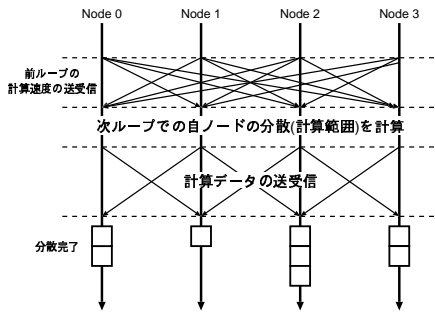 Node 0 Node 1 Node 2 Node 3
前ループの
計算速度の送受信
次ループでの自ノードの分散(計算範囲)を計算
計算データの送受信
分散完了